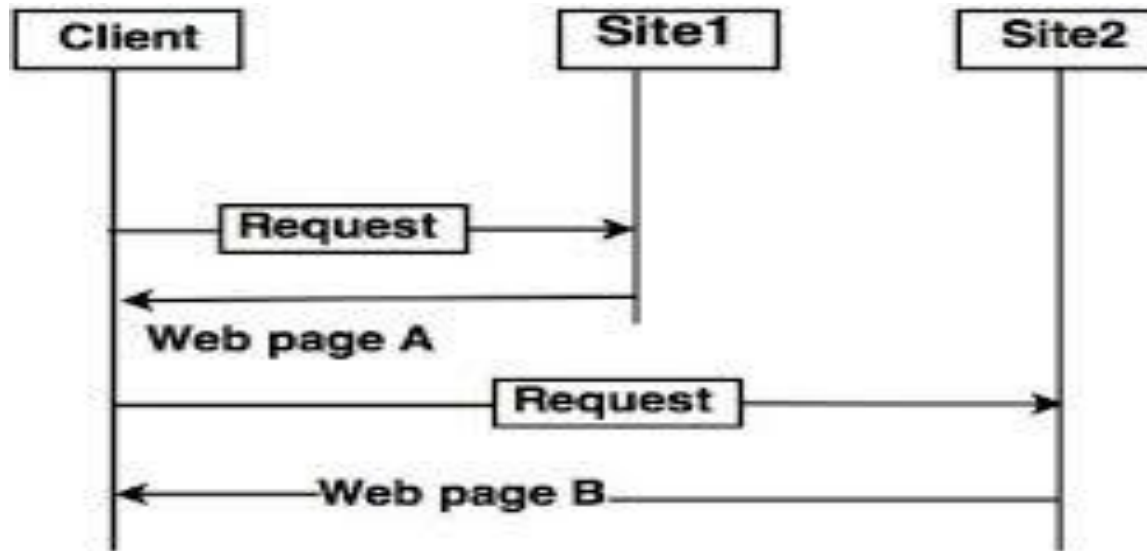 Client
Site1
Site2
Request
Web page A
Request
Web page B